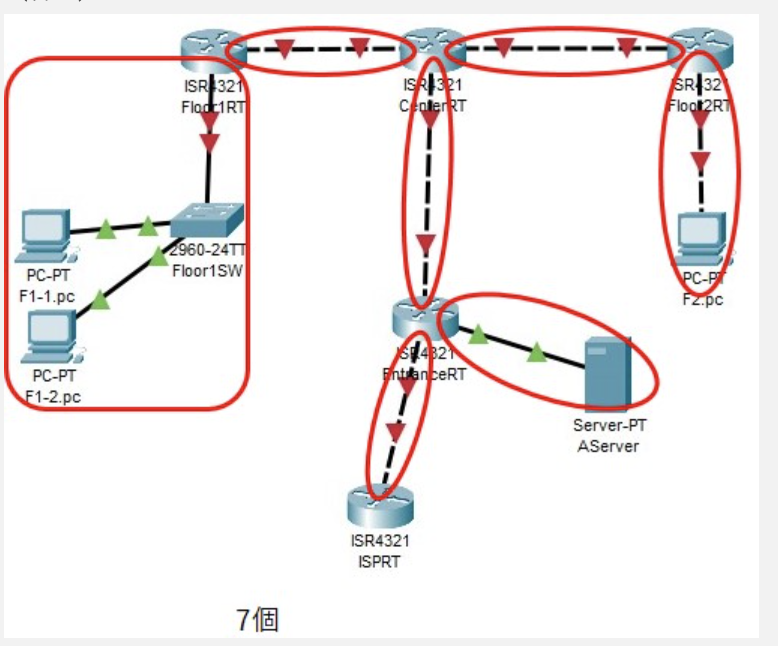 ISR4321
Floor1RT
ISR4321
CenterRT
ISR4321
Floor2RT
2960-24TT
Floor1SW
PC-PT
F1-1.pc
PC-PT
F1-2.pc
PC-PT
F2.pc
ISR4321
EntranceRT
Server-PT
AServer
ISR4321
ISPRT
7個